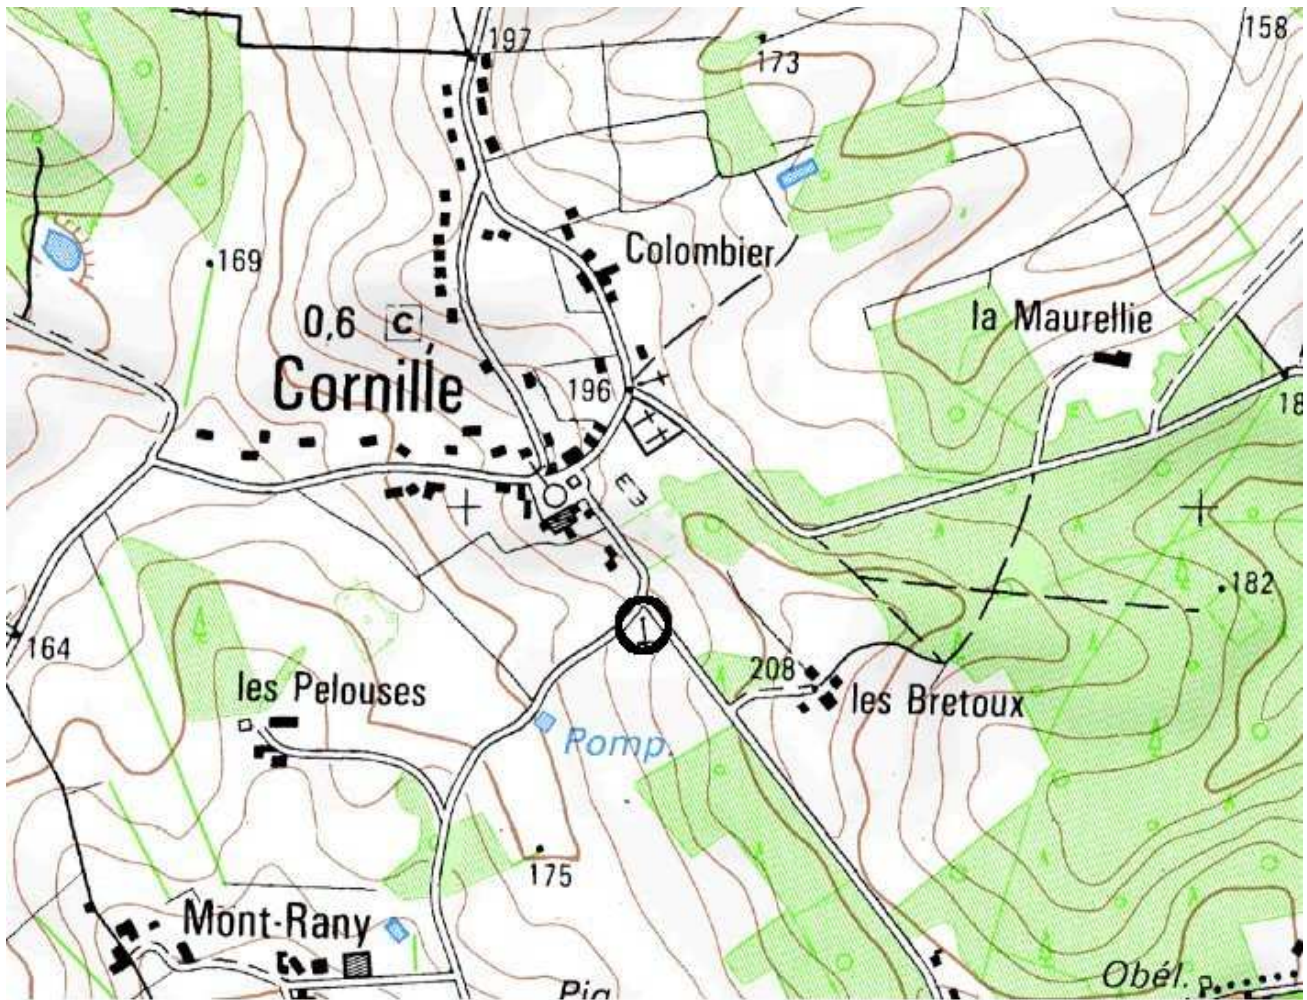 197
158
173
Colombier
169
0,6 C
la Maurellie
Cornille
196
18
182
164
208
les Pelouses
les Bretoux
Pomp.
175
Mont-Rany
Obél.
Pig